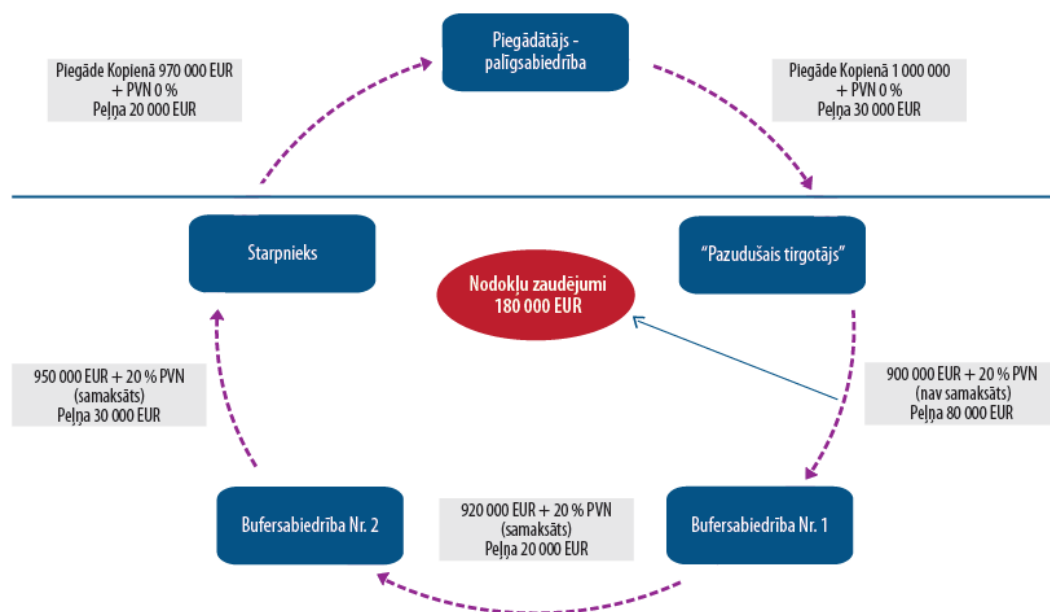 Piegādātājs -
palīgsabiedrība
Piegāde Kopienā 970 000 EUR
+ PVN 0 %
Peļņa 20 000 EUR
Piegāde Kopienā 1 000 000
+ PVN 0 %
Peļņa 30 000 EUR
Starpnieks
“Pazudušais tirgotājs”
Nodokļu zaudējumi
180 000 EUR
950 000 EUR + 20 % PVN
(samaksāts)
Peļņa 30 000 EUR
900 000 EUR + 20 % PVN
(nav samaksāts)
Peļņa 80 000 EUR
Bufersabiedrība Nr. 2
920 000 EUR + 20 % PVN
(samaksāts)
Peļņa 20 000 EUR
Bufersabiedrība Nr. 1